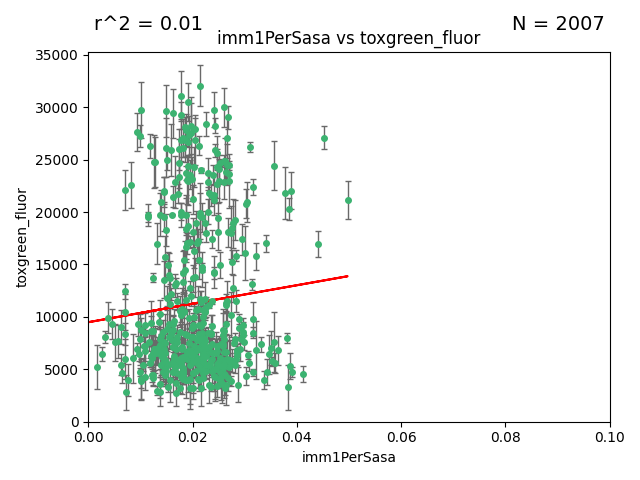 r^2 = 0.01 N = 2007
imm1PerSasa vs toxgreen_fluor
35000
30000
25000
20000
15000
10000
5000
0
toxgreen_fluor
0.00 0.02 0.04 0.06 0.08 0.10
imm1PerSasa